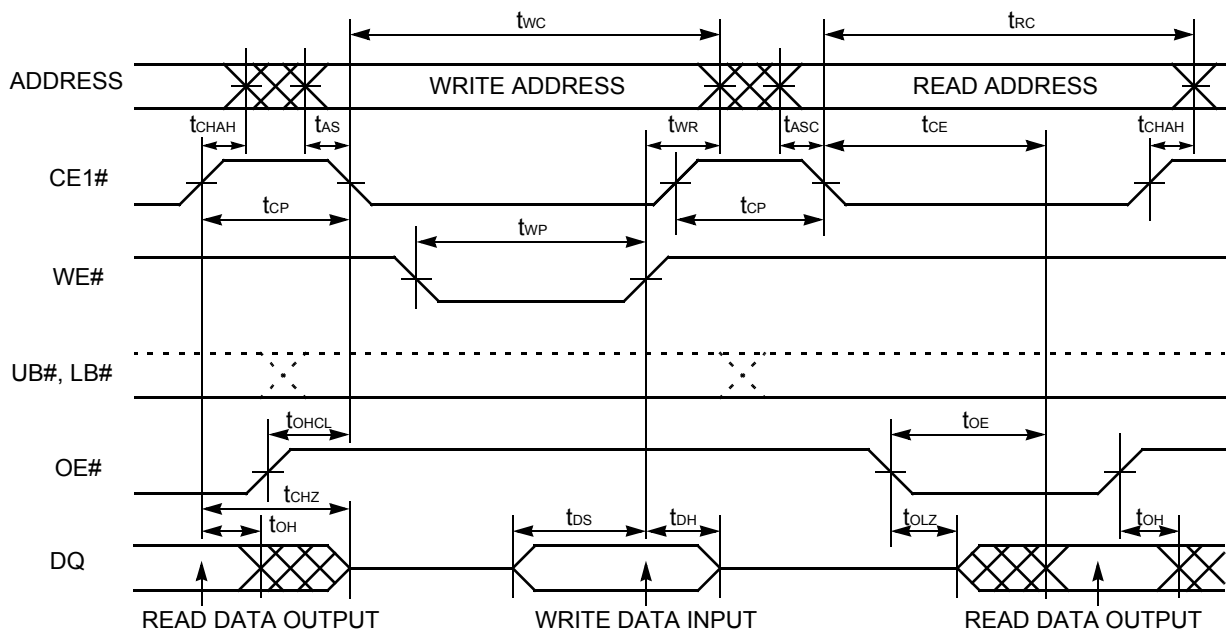 tWC
tRC
ADDRESS
WRITE ADDRESS
READ ADDRESS
tCHAH
tAS
tWR
tASC
tCE
tCHAH
CE1#
tCP
tWP
tCP
WE#
UB#, LB#
tOHCL
tOE
OE#
tCHZ
tOH
tDS
tDH
tOLZ
tOH
DQ
READ DATA OUTPUT
WRITE DATA INPUT
READ DATA OUTPUT